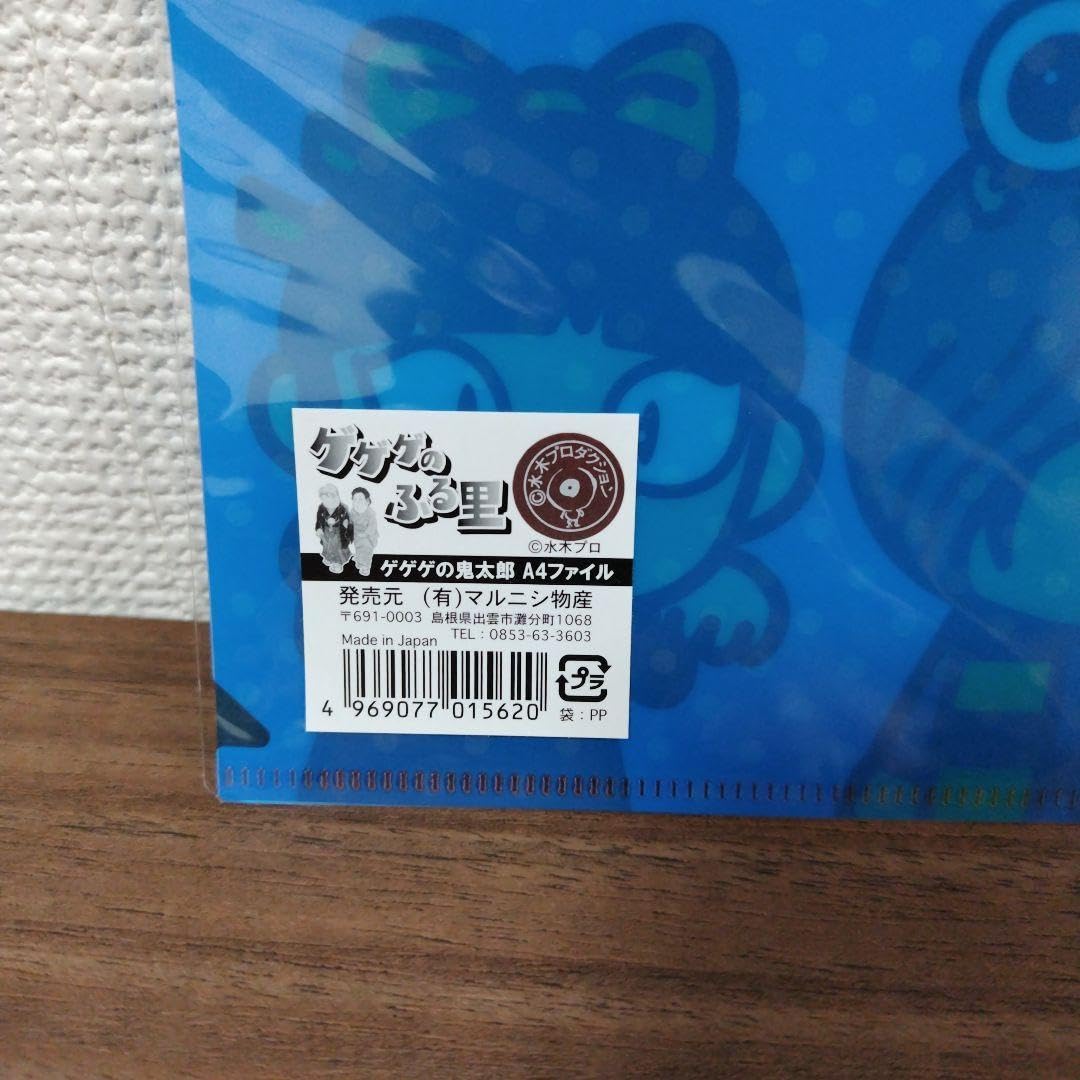 ゲゲゲの
ふる里
©水木プロダクション
©水木プロ
ゲゲゲの鬼太郎 A4ファイル
発売元 (有)マルニシ物産
〒691-0003 島根県出雲市灘分町1068
TEL:0853-63-3603
Made in Japan
4 969077 015620
プラ
袋:PP